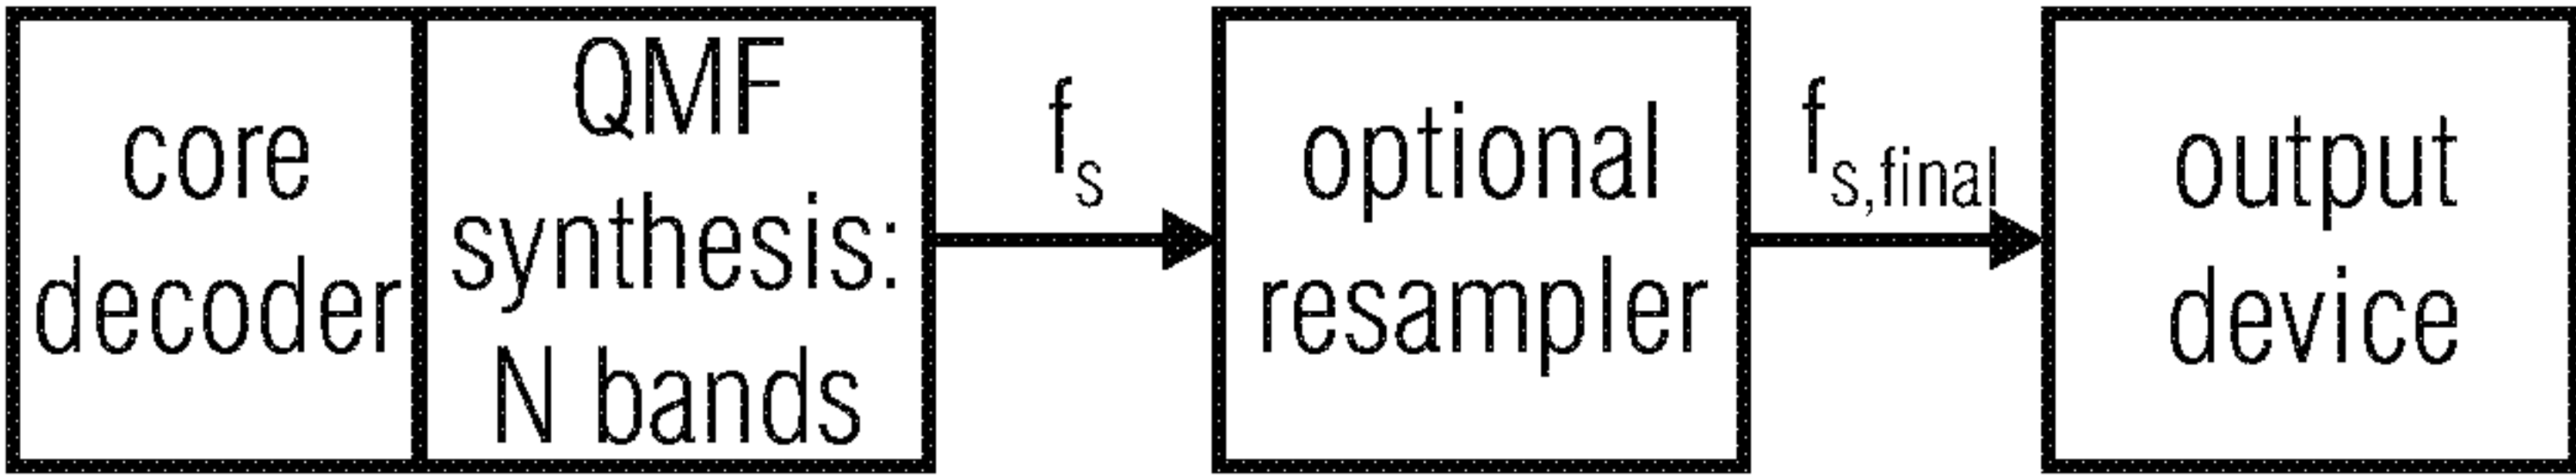 core
decoder
QMF
synthesis:
N bands
fs
optional
resampler
fs,final
output
device